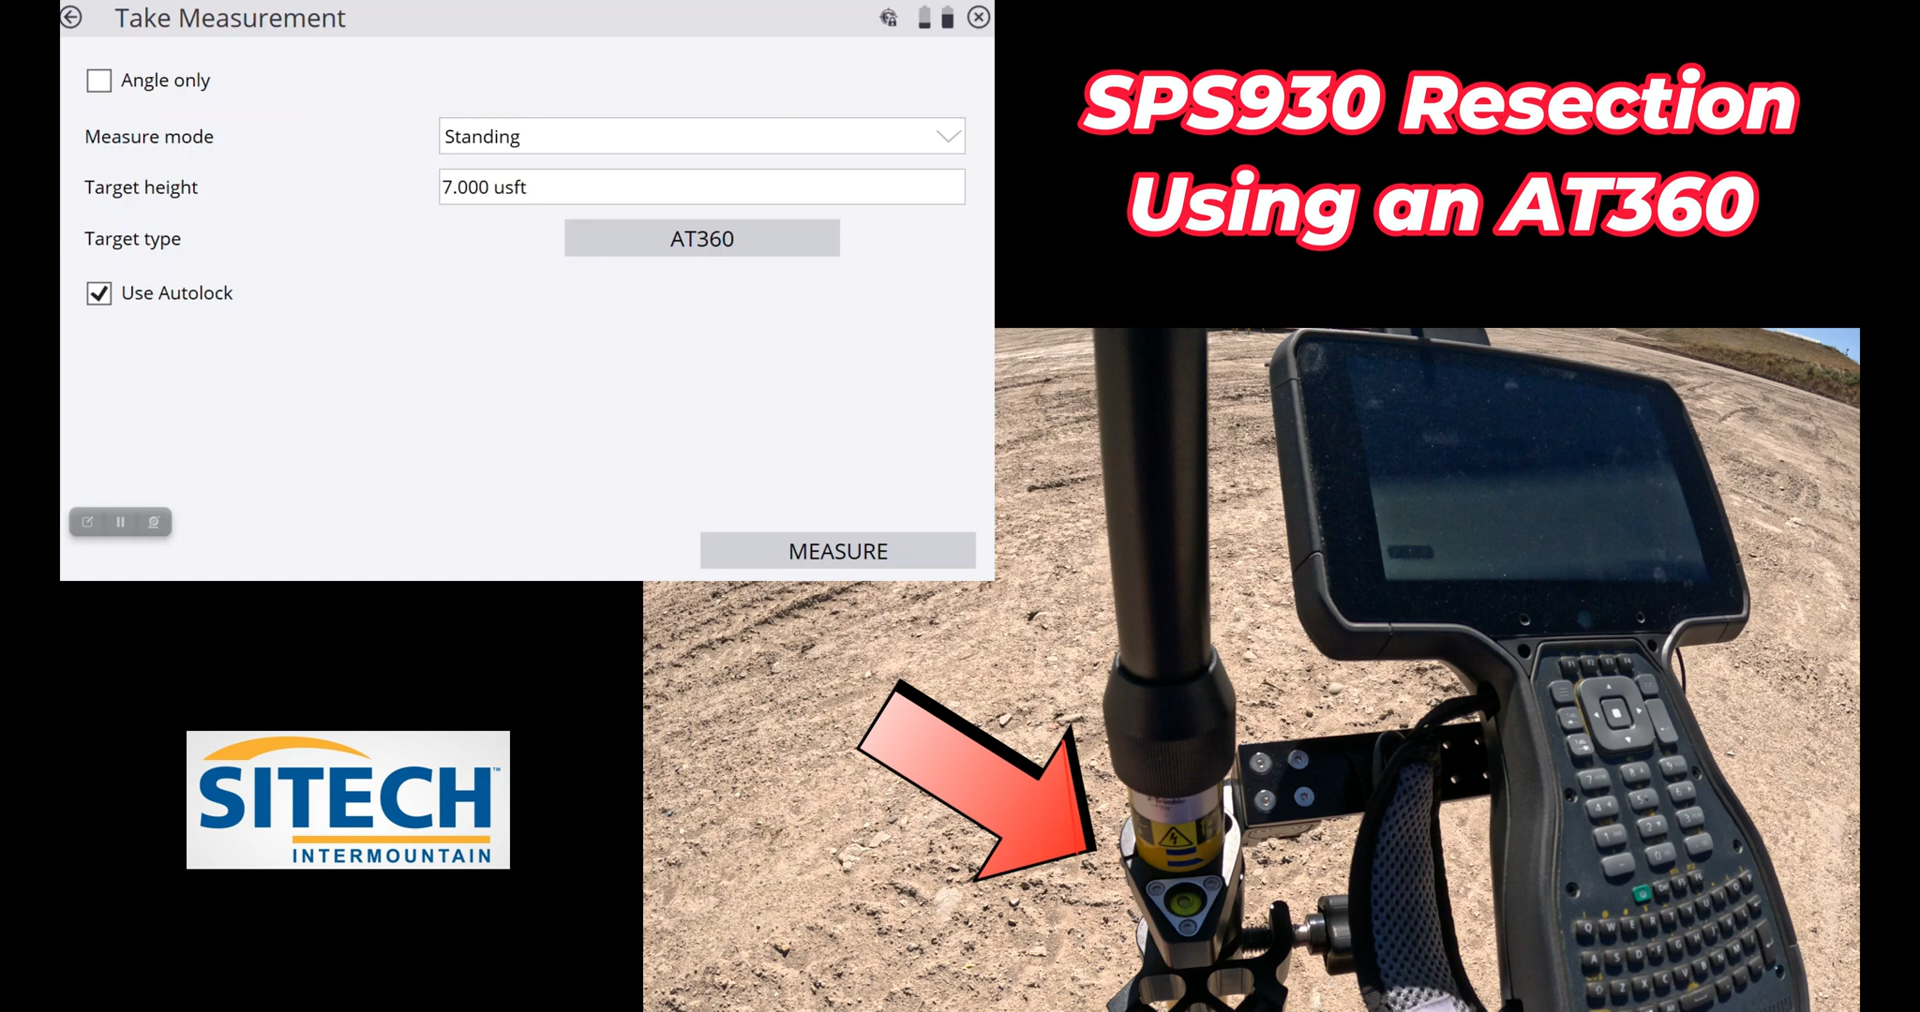 Take Measurement
Angle only
Measure mode
Standing
Target height
7.000 usft
Target type
AT360
Use Autolock
MEASURE
SPS930 Resection
Using an AT360
SITECH™
INTERMOUNTAIN